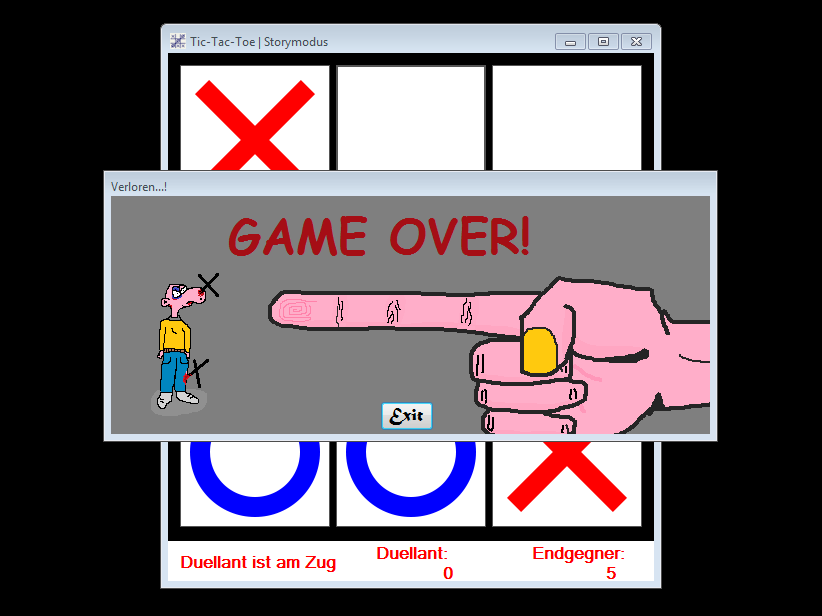 Tic-Tac-Toe | Storymodus
Verloren...!
GAME OVER!
Exit
Duellant ist am Zug
Duellant:
0
Endgegner:
5